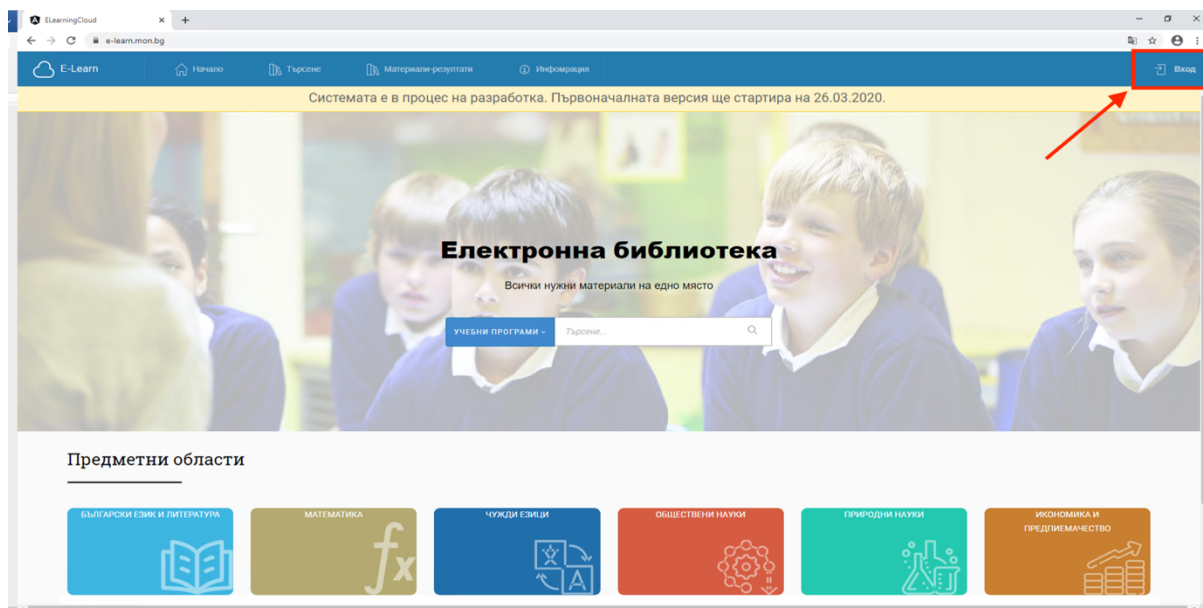 ELearningCloud
e-learn.mon.bg
E-Learn
Начало
Търсене
Материали-резултати
Инфомрация
Вход
Системата е в процес на разработка. Първоначалната версия ще стартира на 26.03.2020.
Електронна библиотека
Всички нужни материали на едно място
УЧЕБНИ ПРОГРАМИ
Търсене...
Предметни области
БЪЛГАРСКИ ЕЗИК И ЛИТЕРАТУРА
МАТЕМАТИКА
ЧУЖДИ ЕЗИЦИ
ОБЩЕСТВЕНИ НАУКИ
ПРИРОДНИ НАУКИ
ИКОНОМИКА И
ПРЕДПИЕМАЧЕСТВО